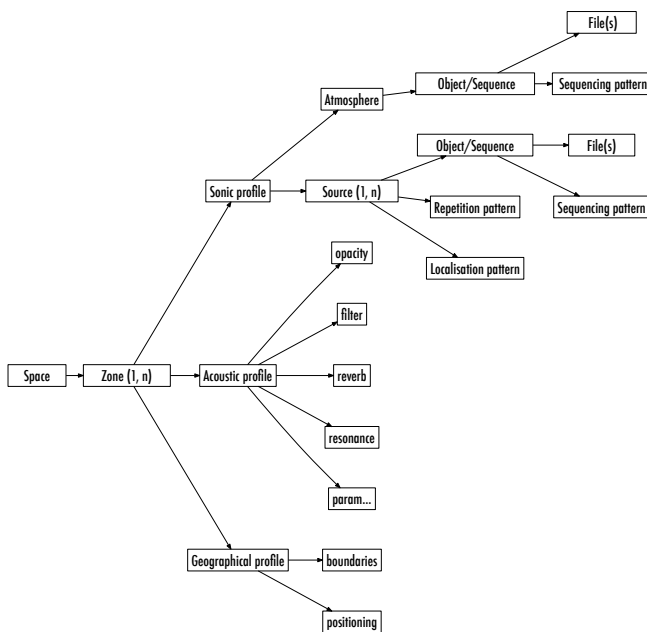 File(s)
Object/Sequence
Sequencing pattern
Atmosphere
Object/Sequence
File(s)
Sonic profile
Source (1, n)
Repetition pattern
Sequencing pattern
opacity
Localisation pattern
filter
Space
Zone (1, n)
Acoustic profile
reverb
resonance
param...
Geographical profile
boundaries
positioning